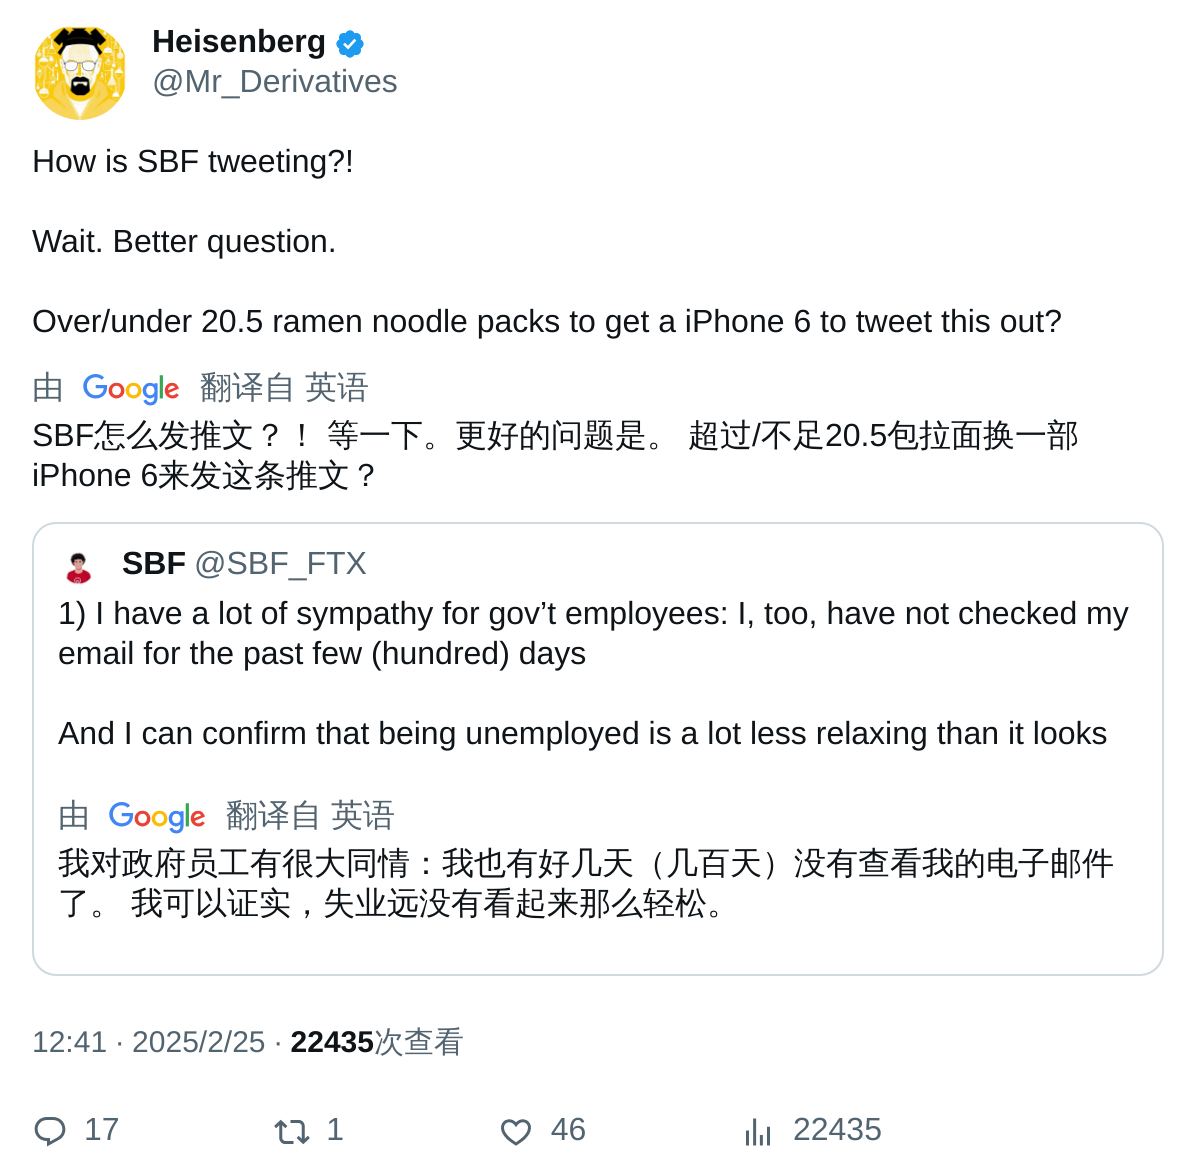 Heisenberg
@Mr_Derivatives
How is SBF tweeting?!
Wait. Better question.
Over/under 20.5 ramen noodle packs to get a iPhone 6 to tweet this out?
由 Google 翻译自 英语
SBF怎么发推文？！ 等一下。更好的问题是。 超过/不足20.5包拉面换一部
iPhone 6来发这条推文？
SBF @SBF_FTX
1) I have a lot of sympathy for gov’t employees: I, too, have not checked my
email for the past few (hundred) days
And I can confirm that being unemployed is a lot less relaxing than it looks
由 Google 翻译自 英语
我对政府员工有很大同情：我也有好几天（几百天）没有查看我的电子邮件
了。 我可以证实，失业远没有看起来那么轻松。
12:41 · 2025/2/25 · 22435次查看
17 1 46 22435